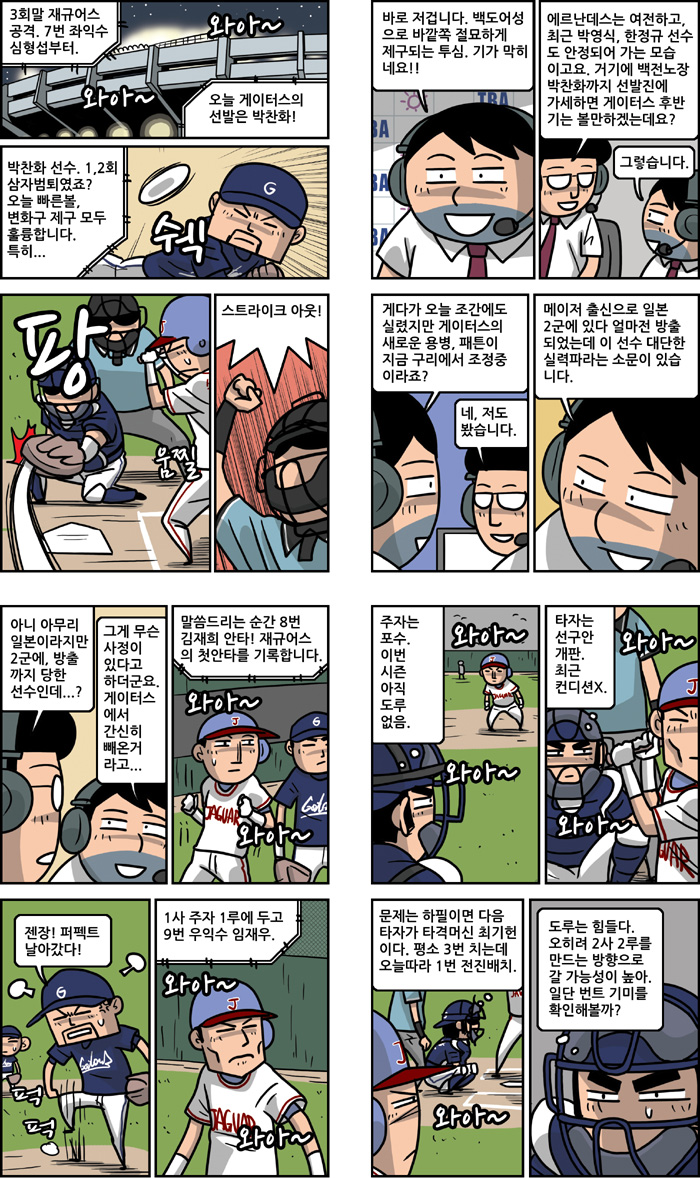 3회말 재규어스
공격. 7번 좌익수
심형섭부터.
와아~
와아~
오늘 게이터스의
선발은 박찬화!
박찬화 선수. 1,2회
삼자범퇴였죠?
오늘 빠른볼,
변화구 제구 모두
훌륭합니다.
특히...
G
슈쉑
팡
J
움찔
스트라이크 아웃!
바로 저겁니다. 백도어성
으로 바깥쪽 절묘하게
제구되는 투심. 기가 막히
네요!!
TBA
BA
BA
TBA
BA
에르난데스는 여전하고,
최근 박영식, 한정규 선수
도 안정되어 가는 모습
이고요. 거기에 백전노장
박찬화까지 선발진에
가세하면 게이터스 후반
기는 볼만하겠는데요?
그렇습니다.
게다가 오늘 조간에도
실렸지만 게이터스의
새로운 용병, 패튼이
지금 구리에서 조정중
이라죠?
네, 저도
봤습니다.
메이저 출신으로 일본
2군에 있다 얼마전 방출
되었는데 이 선수 대단한
실력파라는 소문이 있습
니다.
아니 아무리
일본이라지만
2군에, 방출
까지 당한
선수인데...?
그게 무슨
사정이
있다고
하더군요.
게이터스
에서
간신히
빼온거
라고...
말씀드리는 순간 8번
김재희 안타! 재규어스
의 첫안타를 기록합니다.
와아~
J
G
JAGUAR
와아~
젠장! 퍼펙트
날아갔다!
G
퍽
퍽
1사 주자 1루에 두고
9번 우익수 임재우.
와아~
J
JAGUAR
와아~
주자는
포수.
이번
시즌
아직
도루
없음.
와아~
J
와아~
타자는
선구안
개판.
최근
컨디션X.
와아~
와아~
GUAR
문제는 하필이면 다음
타자가 타격머신 최기헌
이다. 평소 3번 치는데
오늘따라 1번 전진배치.
J
와아~
도루는 힘들다.
오히려 2사 2루를
만드는 방향으로
갈 가능성이 높아.
일단 번트 기미를
확인해볼까?